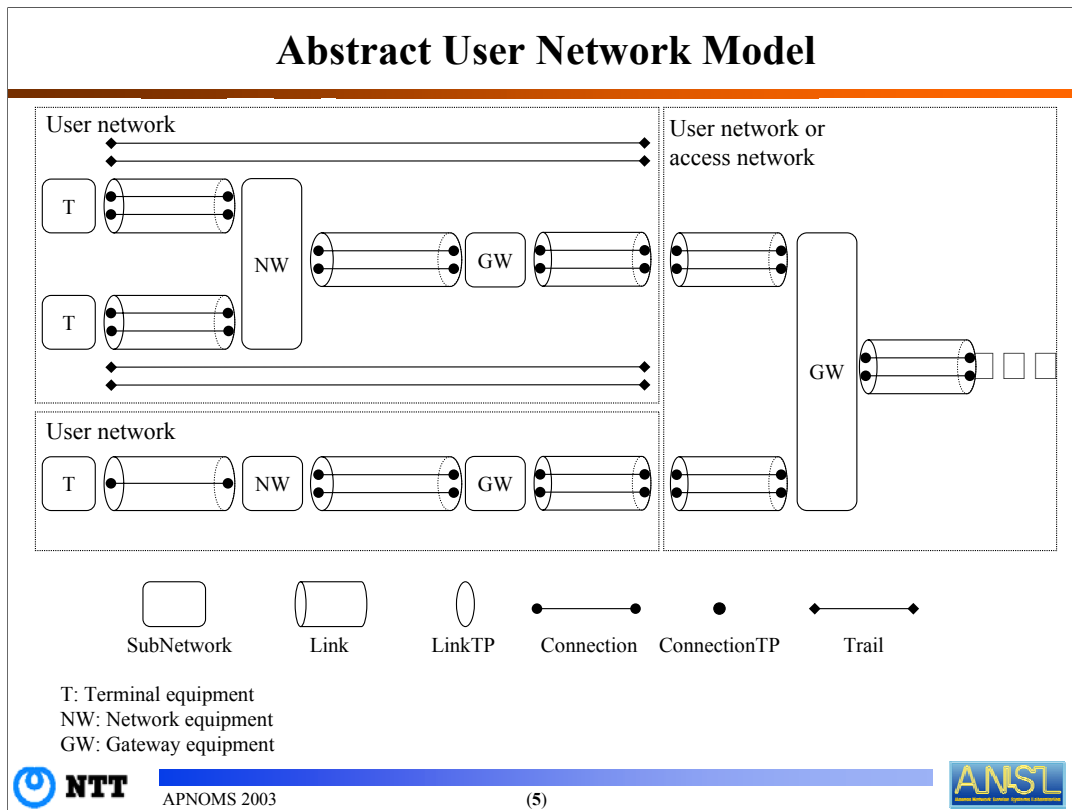 Abstract User Network Model
User network
User network or
access network
T
NW
GW
T
GW
User network
T
NW
GW
SubNetwork
Link
LinkTP
Connection
ConnectionTP
Trail
T: Terminal equipment
NW: Network equipment
GW: Gateway equipment
NTT
APNOMS 2003
(5)
ANSL